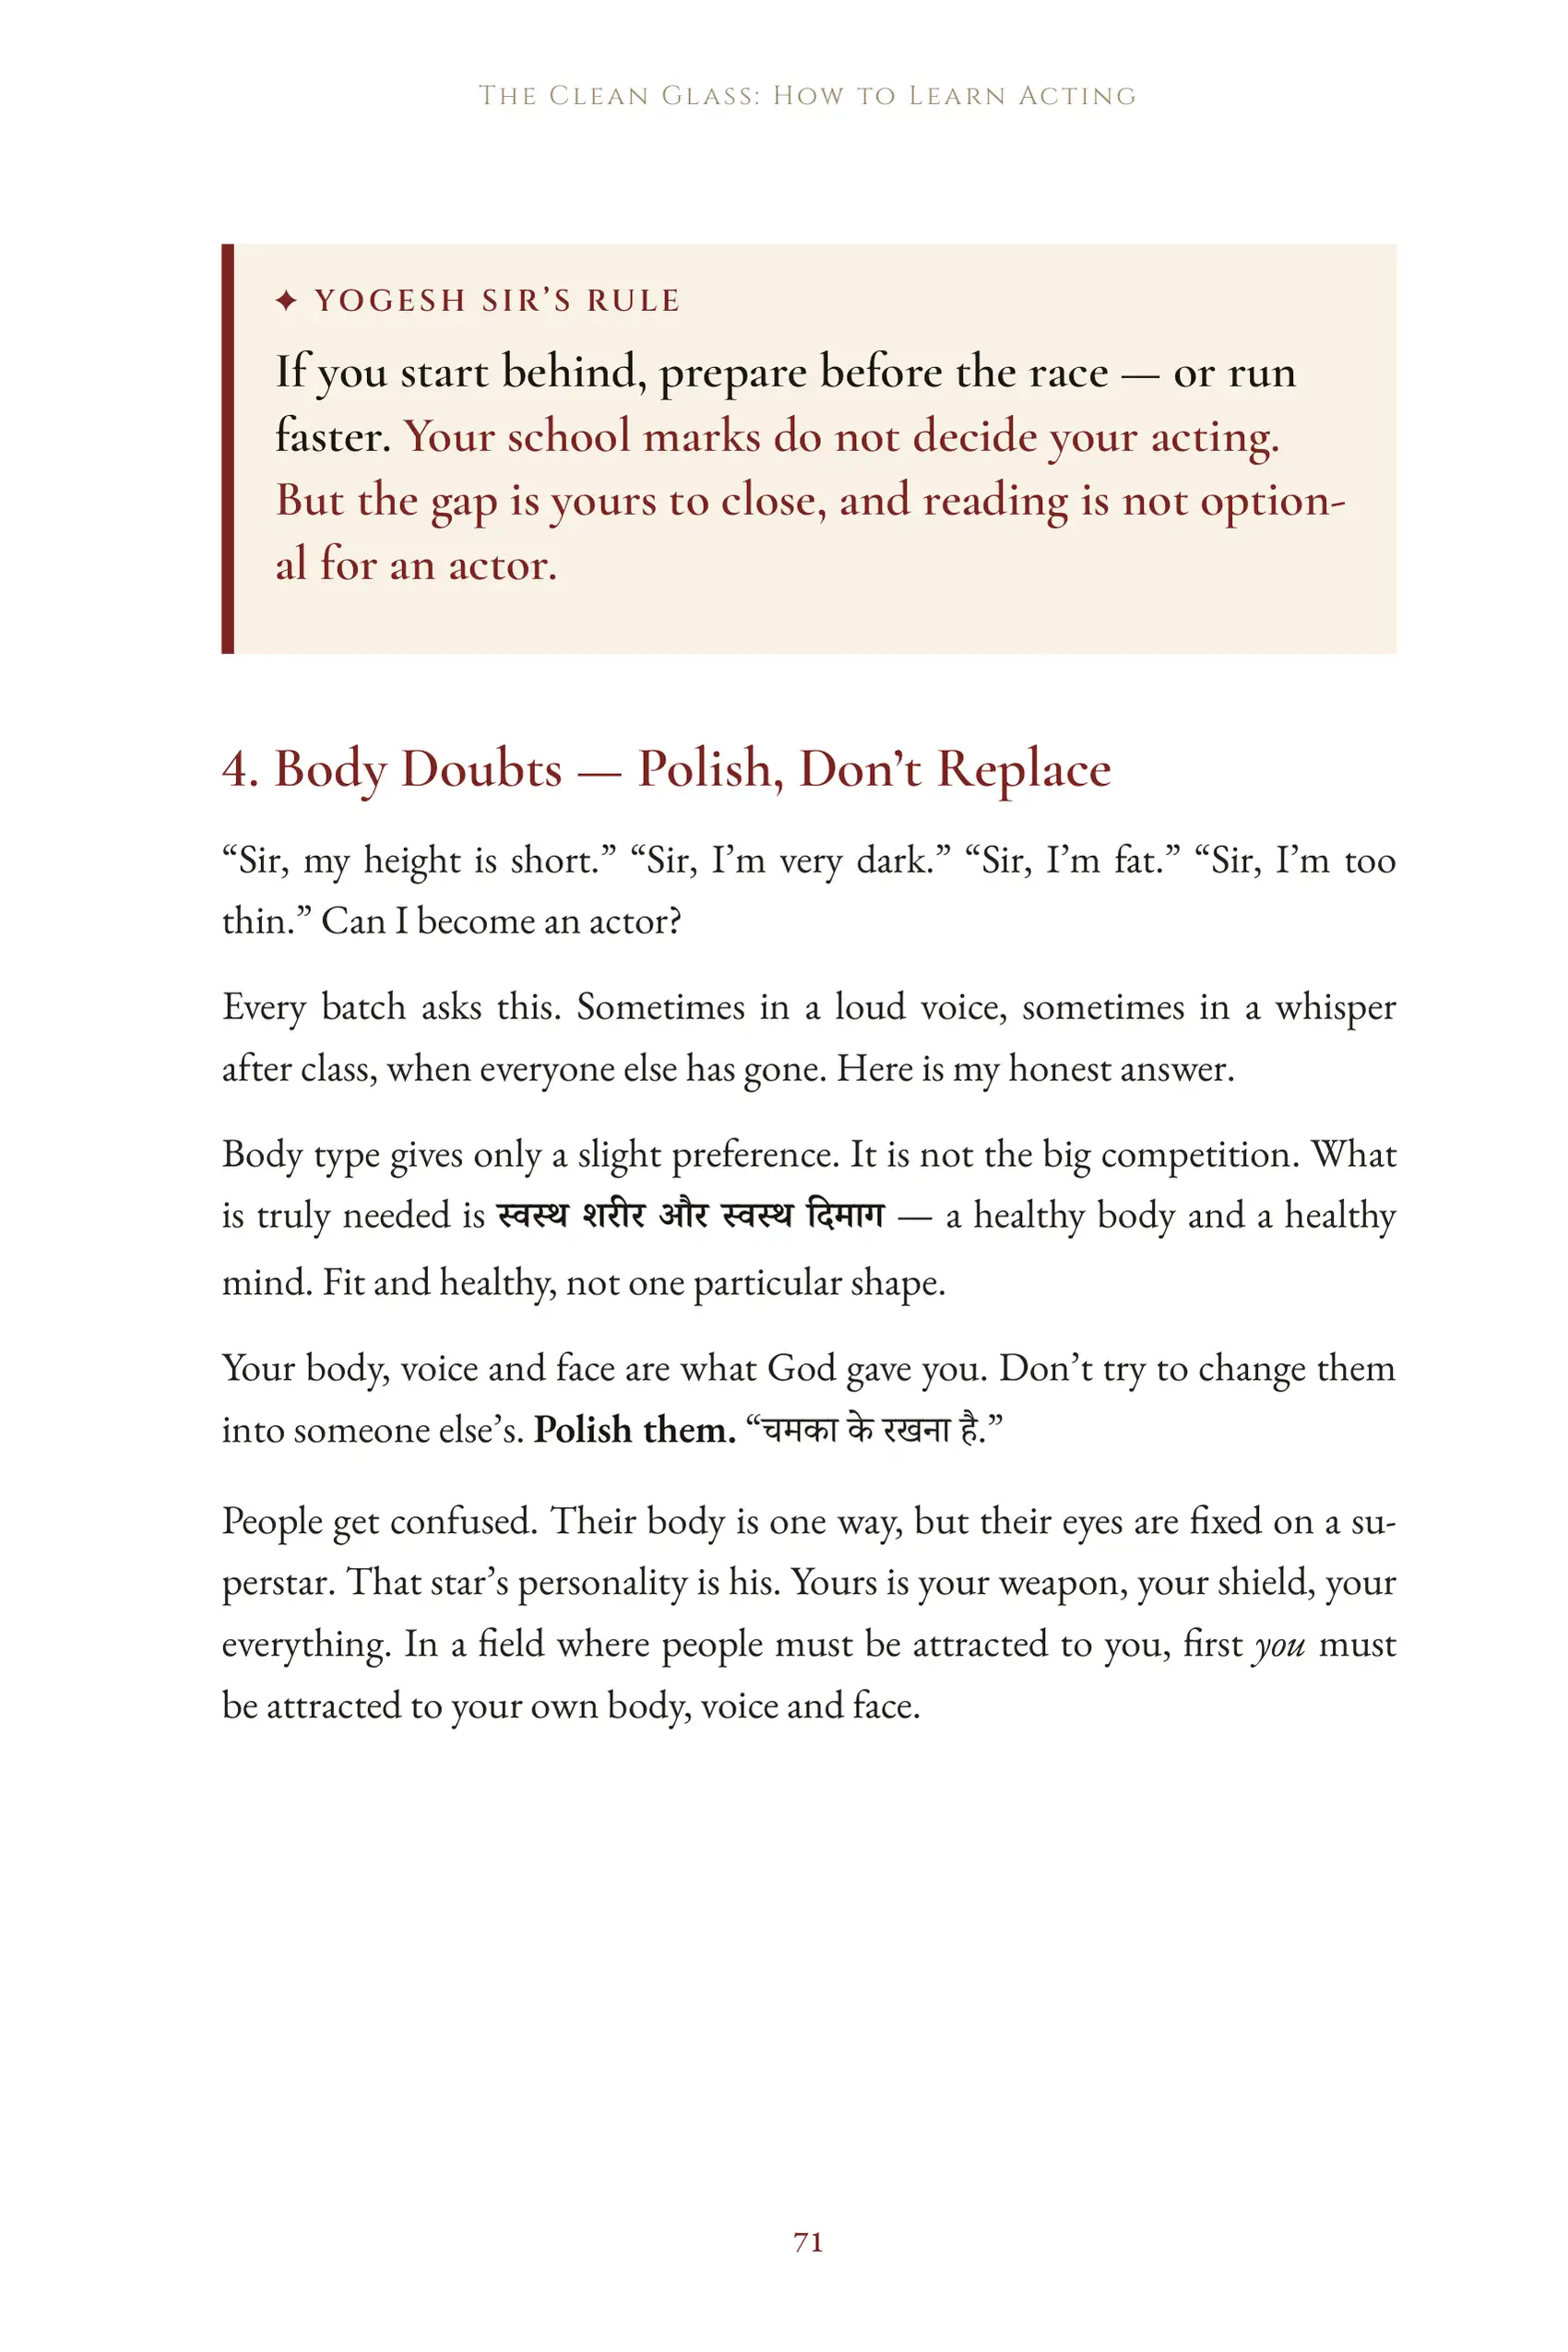 The Clean Glass: How to Learn Acting
✦ YOGESH SIR’S RULE
If you start behind, prepare before the race — or run
faster. Your school marks do not decide your acting.
But the gap is yours to close, and reading is not option-
al for an actor.
4. Body Doubts — Polish, Don’t Replace
“Sir, my height is short.” “Sir, I’m very dark.” “Sir, I’m fat.” “Sir, I’m too
thin.” Can I become an actor?
Every batch asks this. Sometimes in a loud voice, sometimes in a whisper
after class, when everyone else has gone. Here is my honest answer.
Body type gives only a slight preference. It is not the big competition. What
is truly needed is स्वस्थ शरीर और स्वस्थ दिमाग — a healthy body and a healthy
mind. Fit and healthy, not one particular shape.
Your body, voice and face are what God gave you. Don’t try to change them
into someone else’s. Polish them. “चमका के रखना है.”
People get confused. Their body is one way, but their eyes are fixed on a su-
perstar. That star’s personality is his. Yours is your weapon, your shield, your
everything. In a field where people must be attracted to you, first you must
be attracted to your own body, voice and face.
71